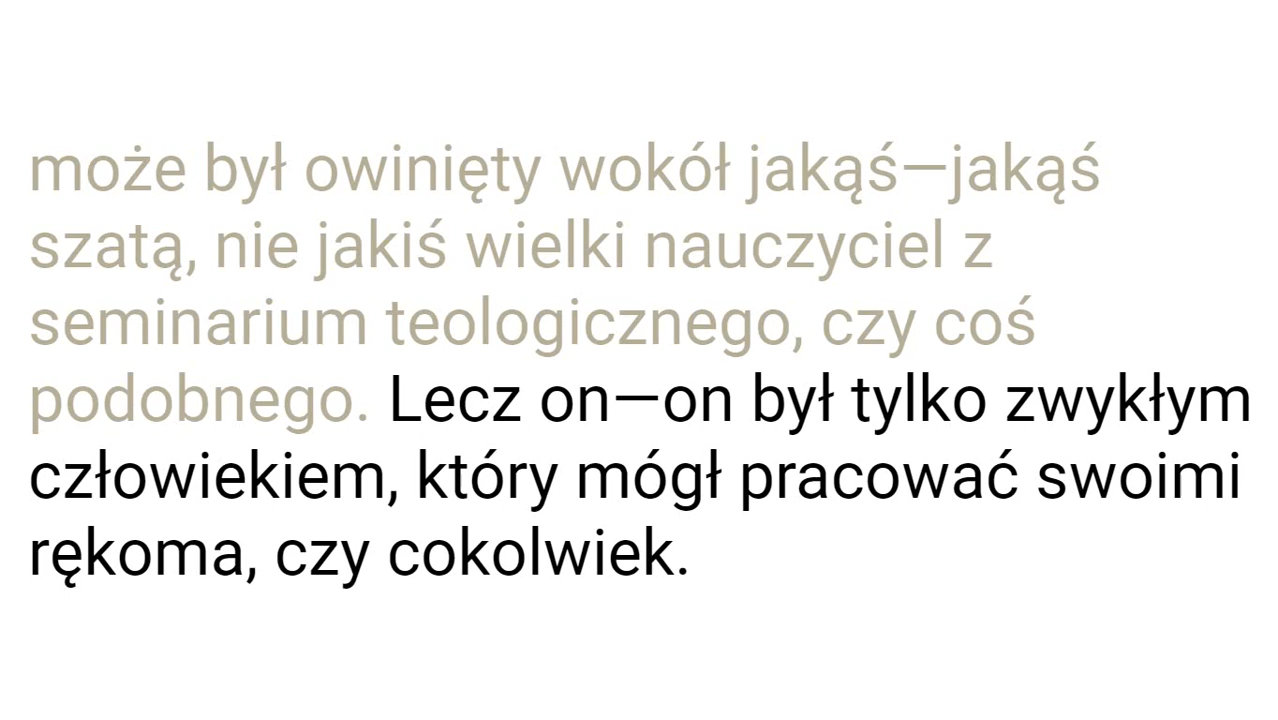 może był owinięty wokół jakąś—jakąś
szatą, nie jakiś wielki nauczyciel z
seminarium teologicznego, czy coś
podobnego. Lecz on—on był tylko zwykłym
człowiekiem, który mógł pracować swoimi
rękoma, czy cokolwiek.